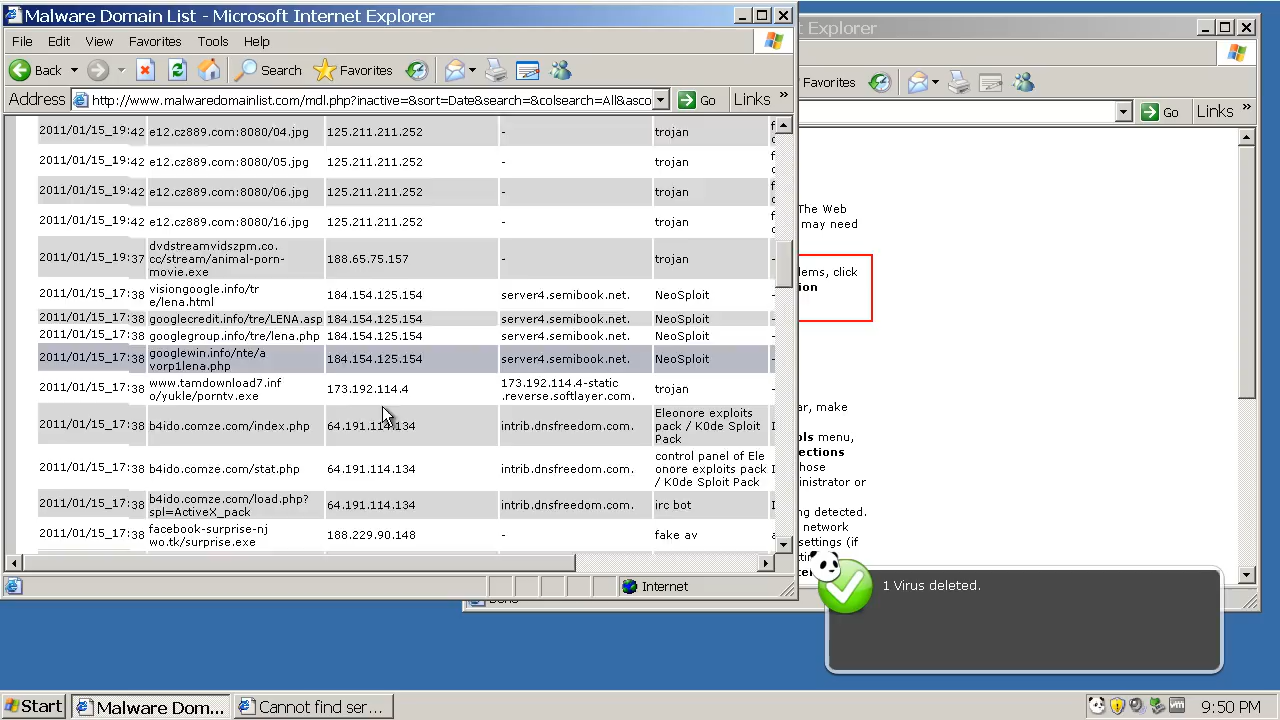 Malware Domain List - Microsoft Internet Explorer
File Edit View Favorites Tools Help
Back Search Favorites
Address http://www.malwaredomainlist.com/mdl.php?inactive=&sort=Date&search=&colsearch=All&asco Go Links »
2011/01/15_19: 42 e12.cz889.com:8080/04.jpg 125.211.211.252 - trojan
2011/01/15_19: 42 e12.cz889.com:8080/05.jpg 125.211.211.252 - trojan
2011/01/15_19: 42 e12.cz889.com:8080/06.jpg 125.211.211.252 - trojan
2011/01/15_19: 42 e12.cz889.com:8080/16.jpg 125.211.211.252 - trojan
dvdstreamvidszpm.co.
2011/01/15_19: 37 cc/stream/animal-porn- 188.65.75.157 - trojan -
movie.exe
visiongoogle.info/tr
2011/01/15_17: 38 e/lena.html 184.154.125.154 server4.semibook.net. NeoSploit -
2011/01/15_17: 38 googlecredit.info/tre/LENA.asp 184.154.125.154 server4.semibook.net. NeoSploit -
2011/01/15_17: 38 googlegroup.info/tre/lena.php 184.154.125.154 server4.semibook.net. NeoSploit -
2011/01/15_17: 38 googlewin.info/nte/a 184.154.125.154 server4.semibook.net. NeoSploit -
vorp1lena.php
2011/01/15_17: 38 www.tamdownload7.inf 173.192.114.4 173.192.114.4-static trojan -
o/yukle/porntv.exe .reverse.softlayer.com.
Eleonore exploits
2011/01/15_17: 38 b4ido.comze.com/index.php 64.191.114.134 intrib.dnsfreedom.com. pack / K0de Sploit
Pack
control panel of Ele
2011/01/15_17: 38 b4ido.comze.com/stat.php 64.191.114.134 intrib.dnsfreedom.com. onore exploits pack
/ K0de Sploit Pack
2011/01/15_17: 38 b4ido.comze.com/load.php? 64.191.114.134 intrib.dnsfreedom.com. irc bot
spl=ActiveX_pack
facebook-surprise-nj
2011/01/15_17: 38 wo.tk/surprise.exe 188.229.90.148 - fake av
Internet
Explorer
Favorites
Go Links »
The Web
may need
lems, click
ion
ar, make
ols menu,
ections
hose
ministrator or
ng detected.
network
settings (if
1 Virus deleted.
Start Malware Dom... Cannot find ser... 9:50 PM